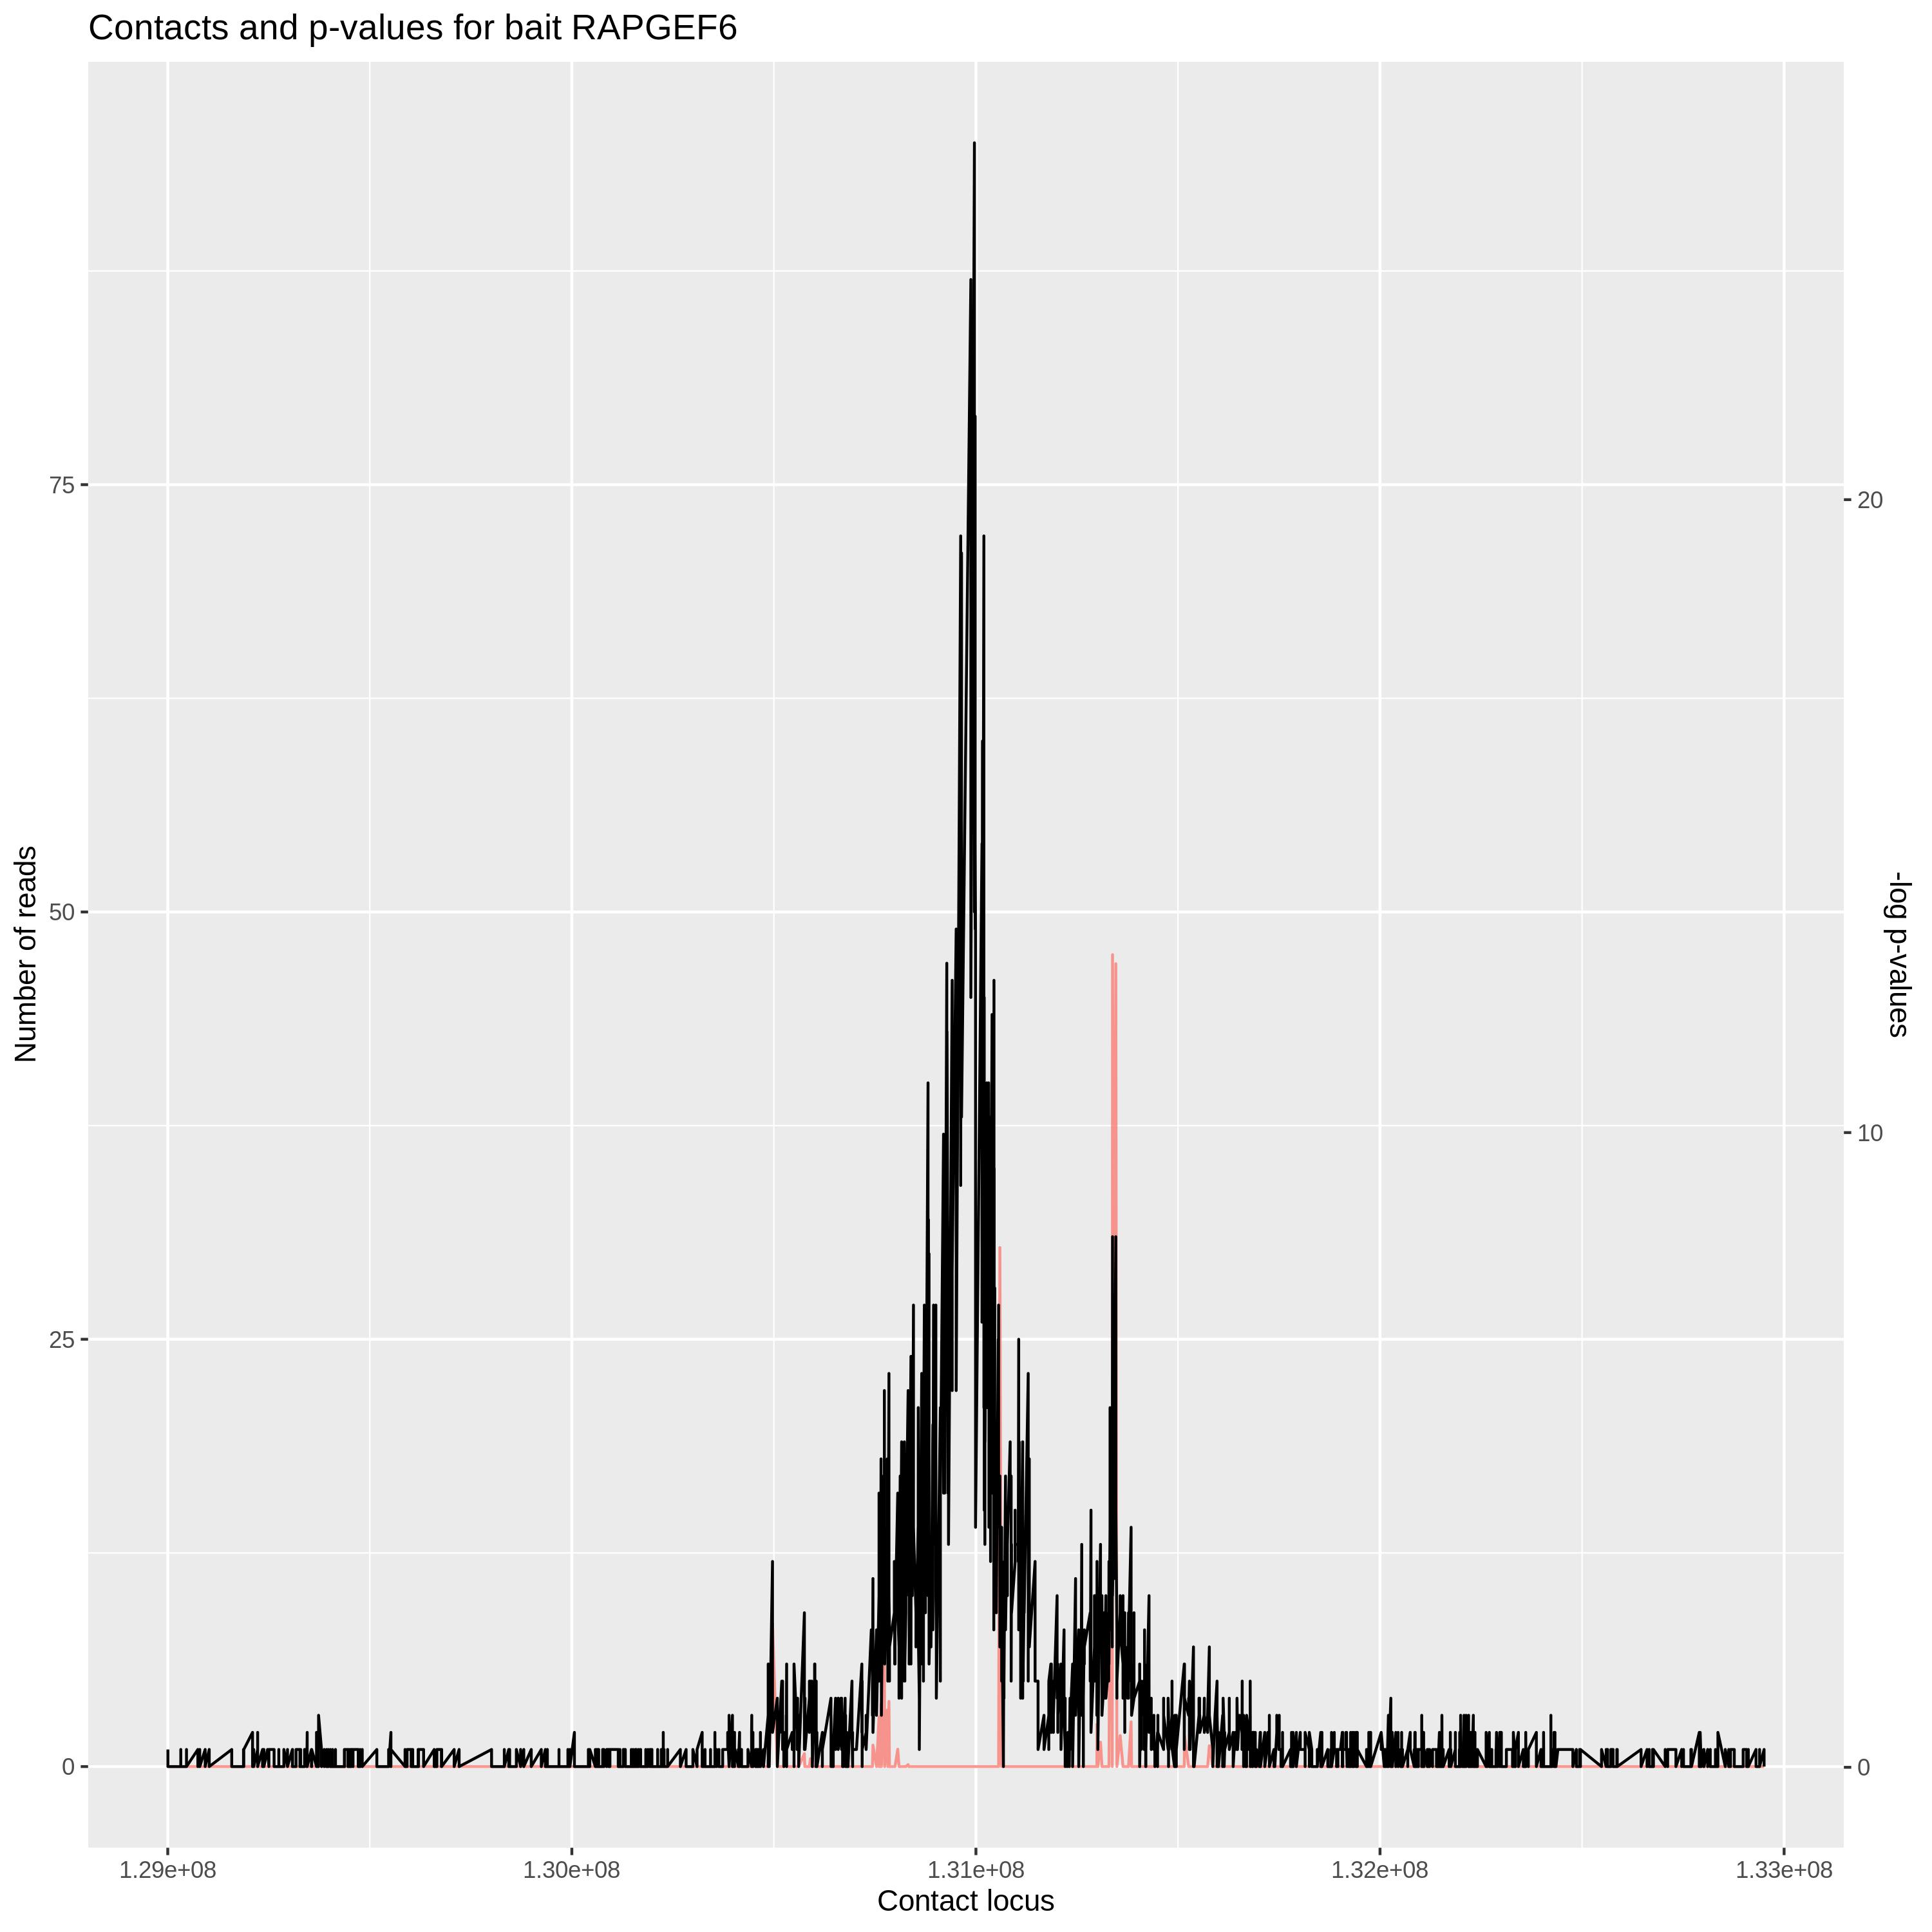 Contacts and p-values for bait RAPGEF6
Number of reads
75
50
25
0
20
10
0
-log p-values
1.29e+08
1.30e+08
1.31e+08
1.32e+08
1.33e+08
Contact locus